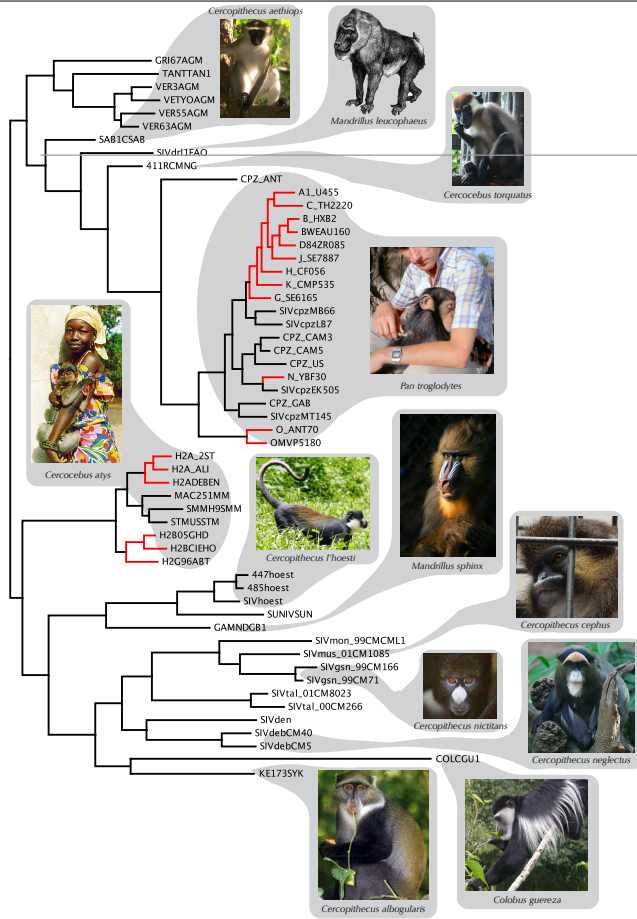 Cercopithecus aethiops
GRI67AGM
TANTTAN1
VER3AGM
VETYOAGM
VER55AGM
VER63AGM
Mandrillus leucophaeus
SAB1CSAB
SIVdrl1FAO
411RCMNG
Cercocebus torquatus
CPZ_ANT
A1_U455
C_TH2220
B_HXB2
BWEAU160
D84ZR085
J_SE7887
H_CF056
K_CMP535
G_SE6165
SIVcpzMB66
SIVcpzLB7
CPZ_CAM3
CPZ_CAM5
CPZ_US
N_YBF30
SIVcpzEK505
CPZ_GAB
SIVcpzMT145
O_ANT70
OMVP5180
Pan troglodytes
Cercocebus atys
H2A_2ST
H2A_ALI
H2ADEBEN
MAC251MM
SMMH9SMM
STMUSSTM
H2B05GHD
H2BCIEHO
H2G96ABT
Cercopithecus l'hoesti
Mandrillus sphinx
447hoest
485hoest
SIVhoest
SUNIVSUN
GAMNDGB1
Cercopithecus cephus
SIVmon_99CMCML1
SIVmus_01CM1085
SIVgsn_99CM166
SIVgsn_99CM71
SIVtal_01CM8023
SIVtal_00CM266
Cercopithecus nictitans
SIVden
SIVdebCM40
SIVdebCM5
Cercopithecus neglectus
COLCGU1
KE173SYK
Cercopithecus albogularis
Colobus guereza